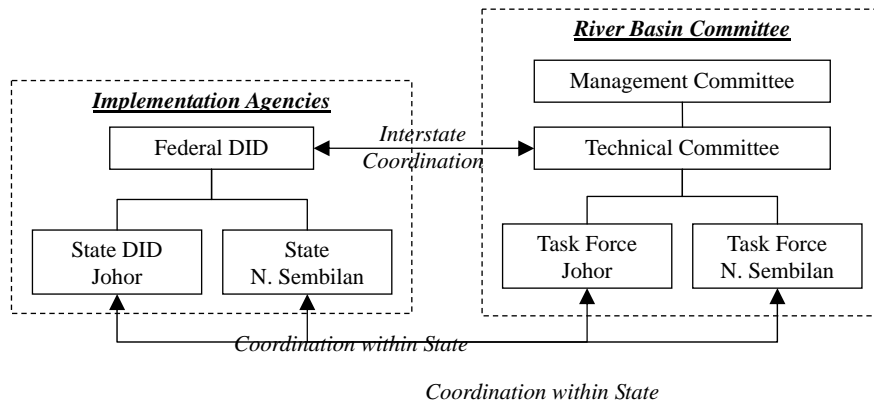 River Basin Committee
Management Committee
Implementation Agencies
Federal DID
Interstate
Coordination
Technical Committee
State DID
Johor
State
N. Sembilan
Task Force
Johor
Task Force
N. Sembilan
Coordination within State
Coordination within State